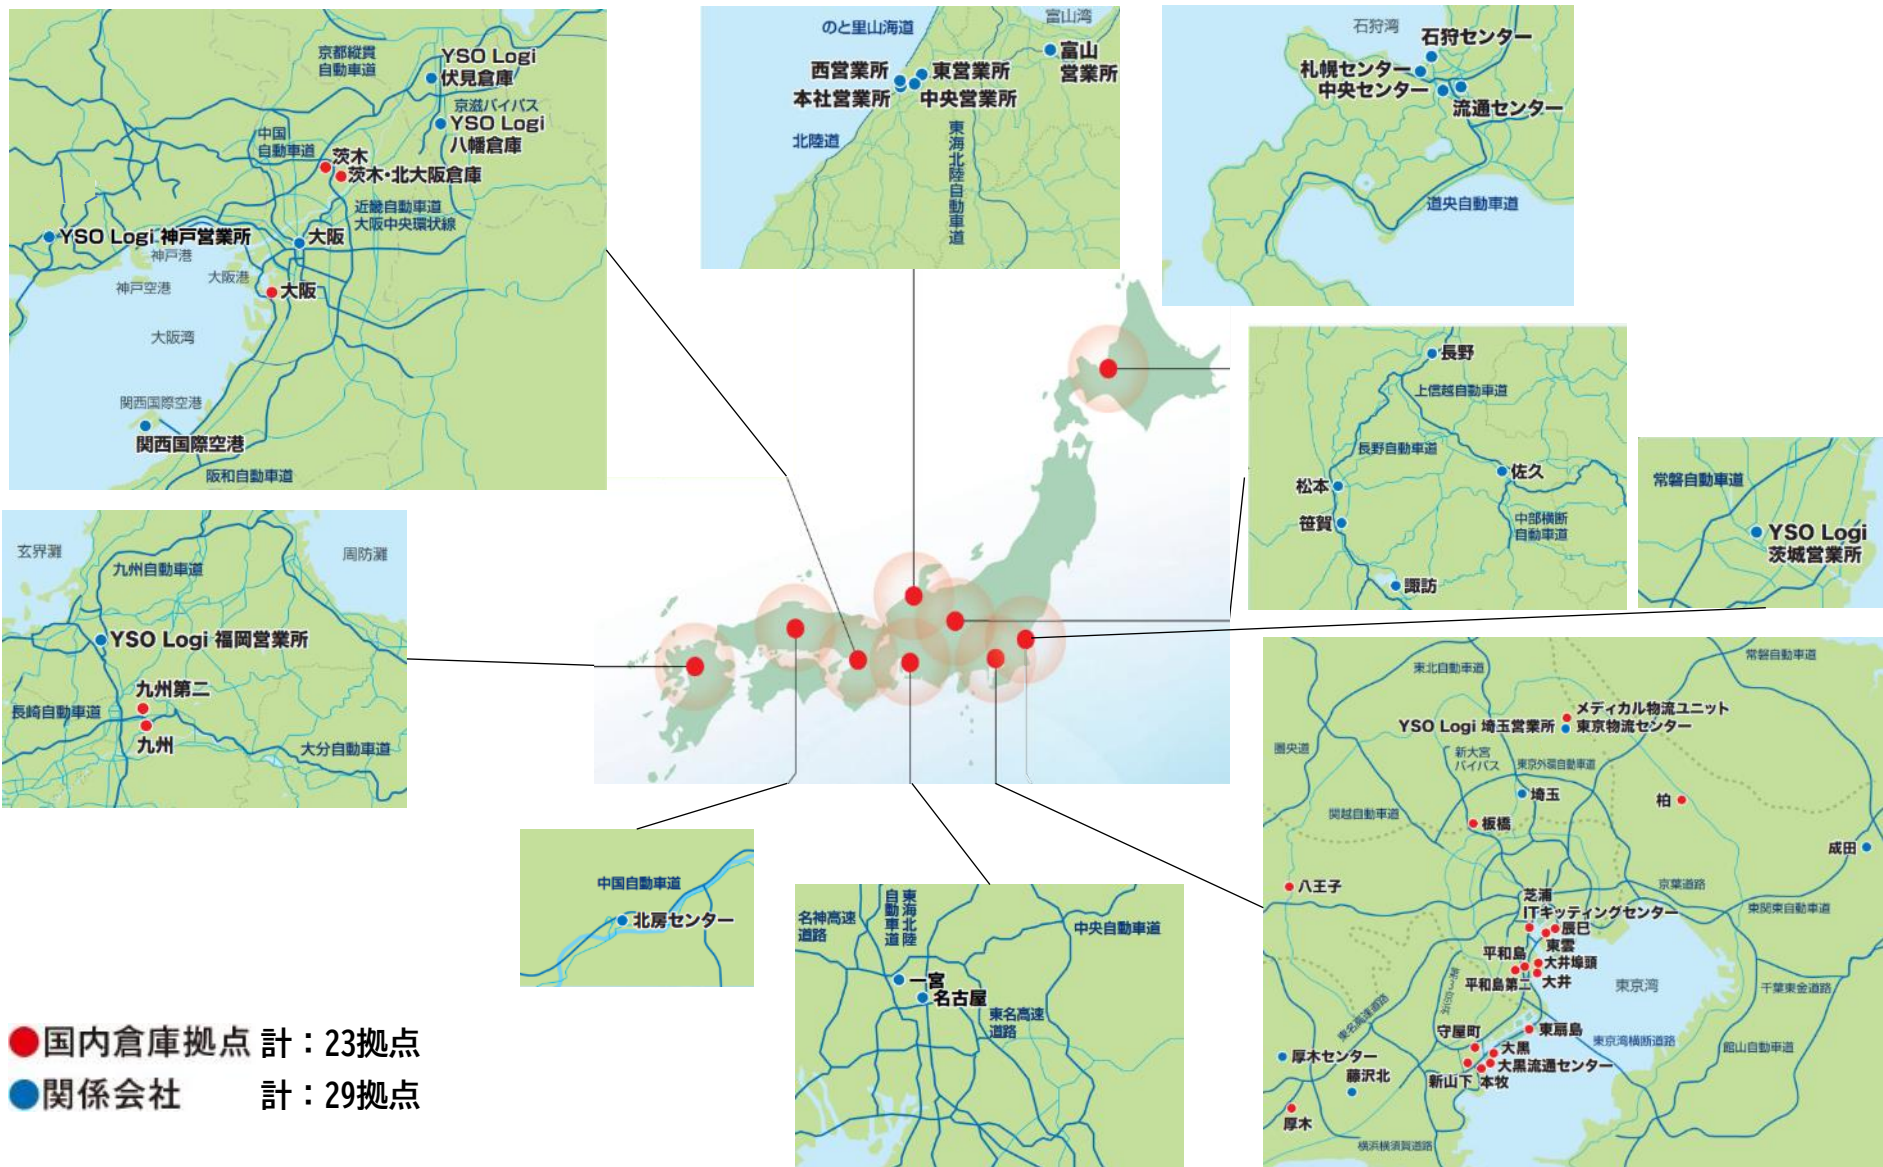 京都縦貫
自動車道
YSO Logi
伏見倉庫
京滋バイパス
YSO Logi
八幡倉庫
中国
自動車道
茨木
茨木・北大阪倉庫
近畿自動車道
大阪中央環状線
YSO Logi 神戸営業所
大阪
神戸港
大阪港
神戸空港
大阪
大阪湾
関西国際空港
関西国際空港
阪和自動車道
のと里山海道
富山湾
富山
営業所
西営業所
東営業所
本社営業所
中央営業所
北陸道
東海北陸自動車道
石狩湾
石狩センター
札幌センター
中央センター
流通センター
道央自動車道
長野
上信越自動車道
長野自動車道
佐久
松本
笹賀
中部横断
自動車道
諏訪
常磐自動車道
YSO Logi
茨城営業所
玄界灘
周防灘
九州自動車道
YSO Logi 福岡営業所
九州第二
長崎自動車道
九州
大分自動車道
中国自動車道
北房センター
名神高速
道路
東海北陸
自動車道
中央自動車道
一宮
名古屋
東名高速
道路
常磐自動車道
東北自動車道
メディカル物流ユニット
YSO Logi 埼玉営業所
東京物流センター
圏央道
新大宮
バイパス
東京外環自動車道
埼玉
柏
関越自動車道
板橋
成田
八王子
京葉道路
芝浦
ITキッティングセンター
東関東自動車道
辰巳
東雲
平和島
大井埠頭
平和島第二
大井
東京湾
千葉東金道路
東名高速道路
守屋町
東扇島
東京湾横断道路
館山自動車道
厚木センター
大黒
大黒流通センター
藤沢北
新山下
本牧
厚木
横浜横須賀道路
国内倉庫拠点 計：23拠点
関係会社 計：29拠点